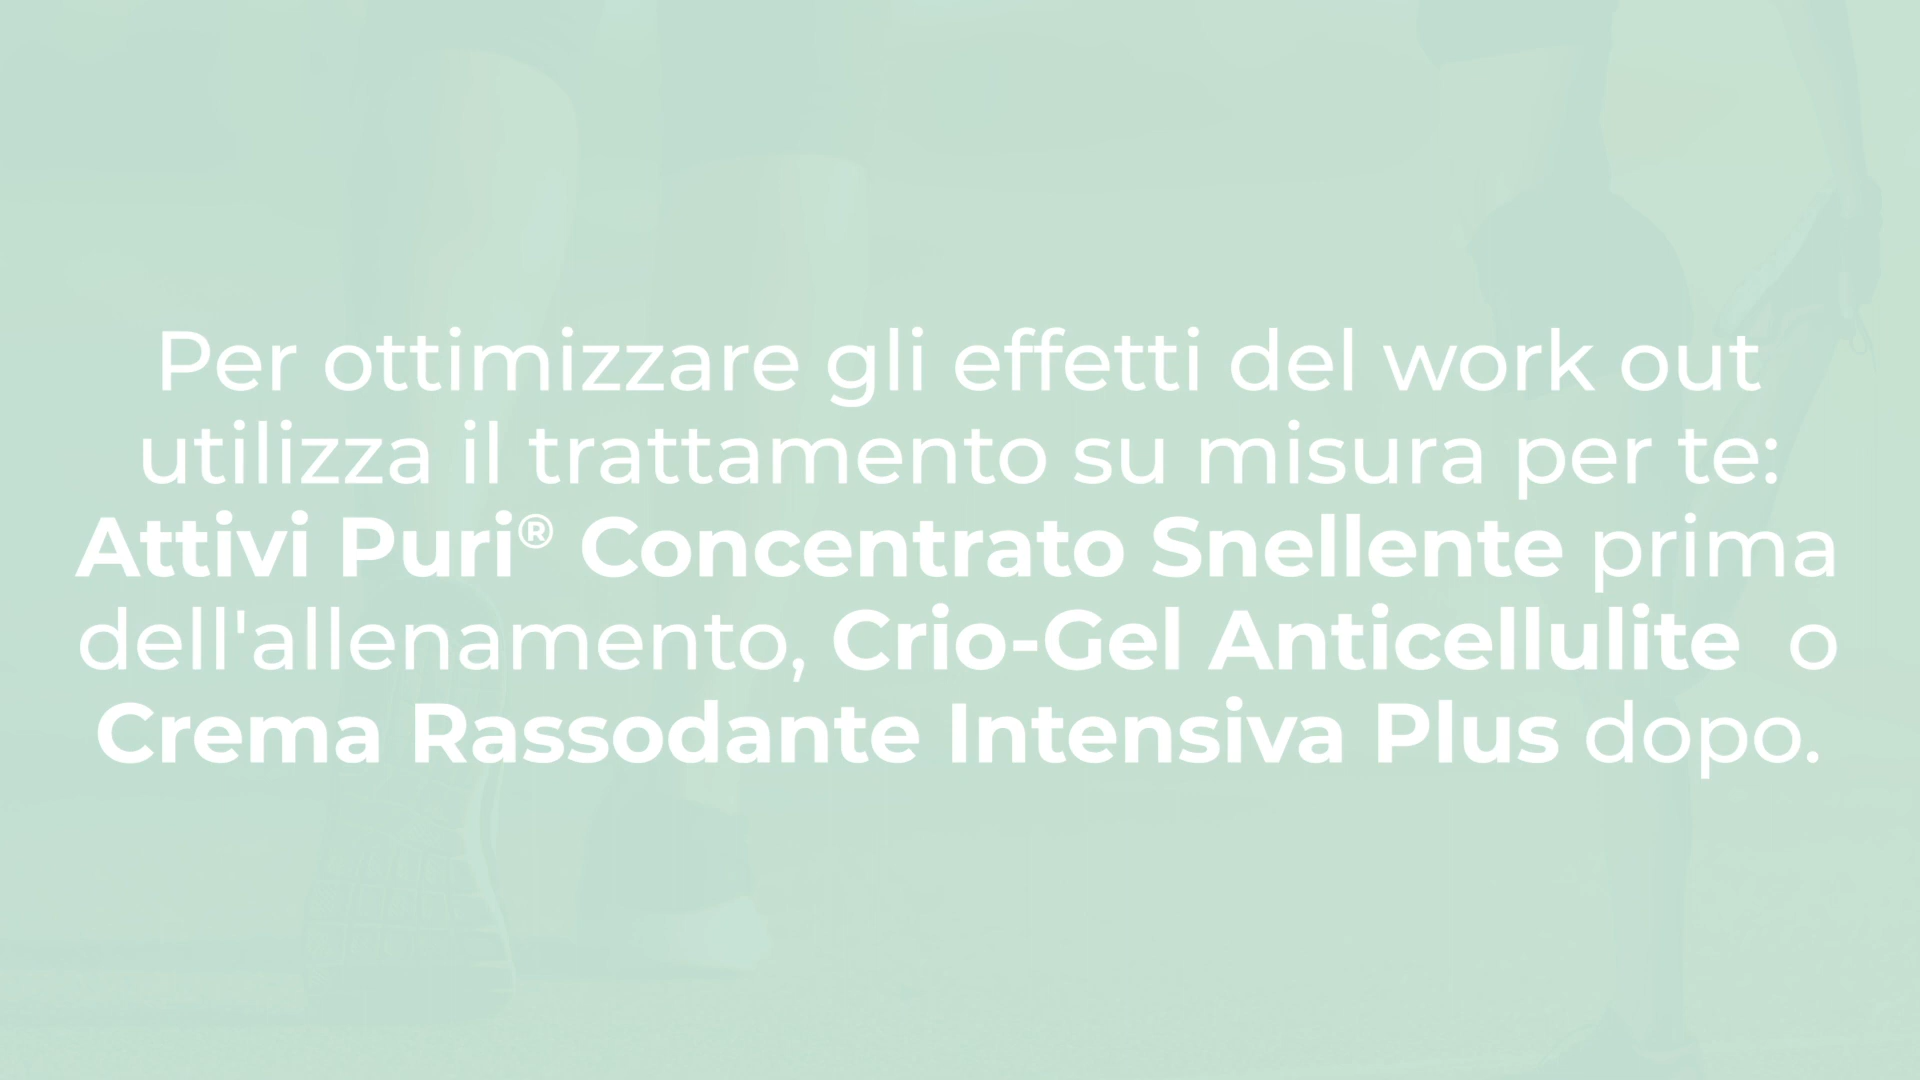 Per ottimizzare gli effetti del work out
utilizza il trattamento su misura per te:
Attivi Puri® Concentrato Snellente prima
dell'allenamento, Crio-Gel Anticellulite  o
Crema Rassodante Intensiva Plus dopo.